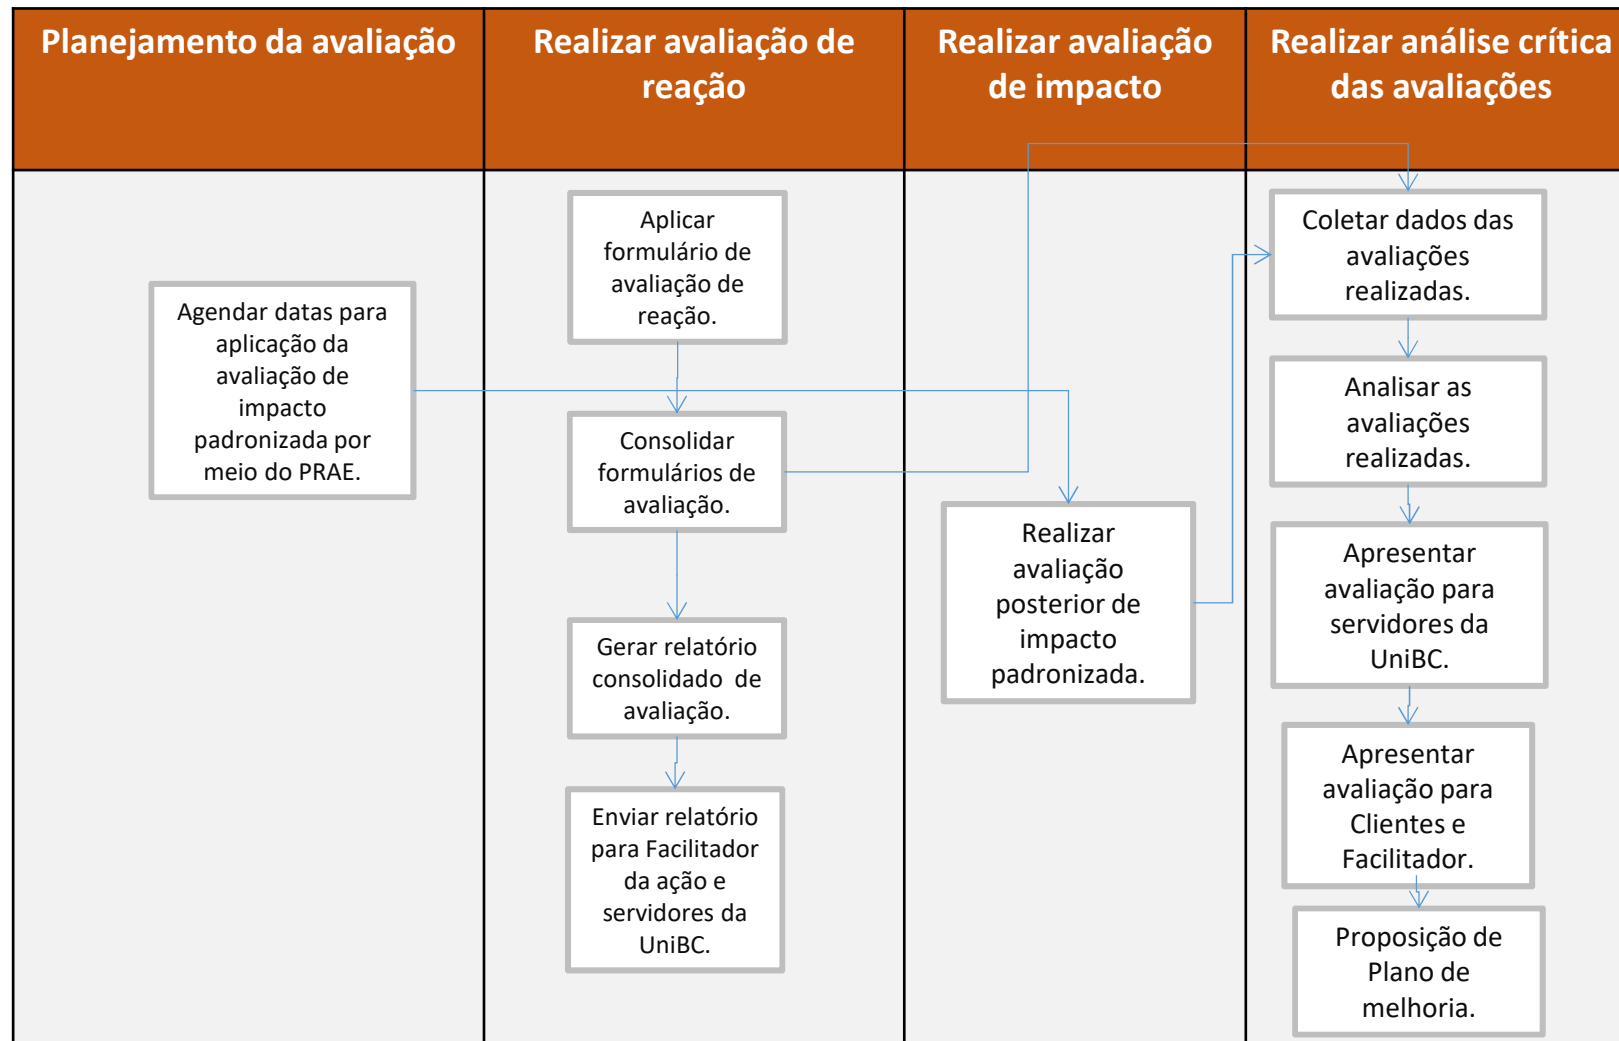 Planejamento da avaliação
Realizar avaliação de
reação
Realizar avaliação
de impacto
Realizar análise crítica
das avaliações
Agendar datas para
aplicação da
avaliação de
impacto
padronizada por
meio do PRAE.
Aplicar
formulário de
avaliação de
reação.
Consolidar
formulários de
avaliação.
Gerar relatório
consolidado de
avaliação.
Enviar relatório
para Facilitador
da ação e
servidores da
UniBC.
Realizar
avaliação
posterior de
impacto
padronizada.
Coletar dados das
avaliações
realizadas.
Analisar as
avaliações
realizadas.
Apresentar
avaliação para
servidores da
UniBC.
Apresentar
avaliação para
Clientes e
Facilitador.
Proposição de
Plano de
melhoria.